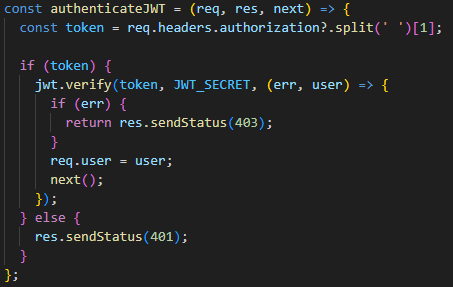 const authenticateJWT = (req, res, next) => {
  const token = req.headers.authorization?.split(' ')[1];

  if (token) {
    jwt.verify(token, JWT_SECRET, (err, user) => {
      if (err) {
        return res.sendStatus(403);
      }
      req.user = user;
      next();
    });
  } else {
    res.sendStatus(401);
  }
};